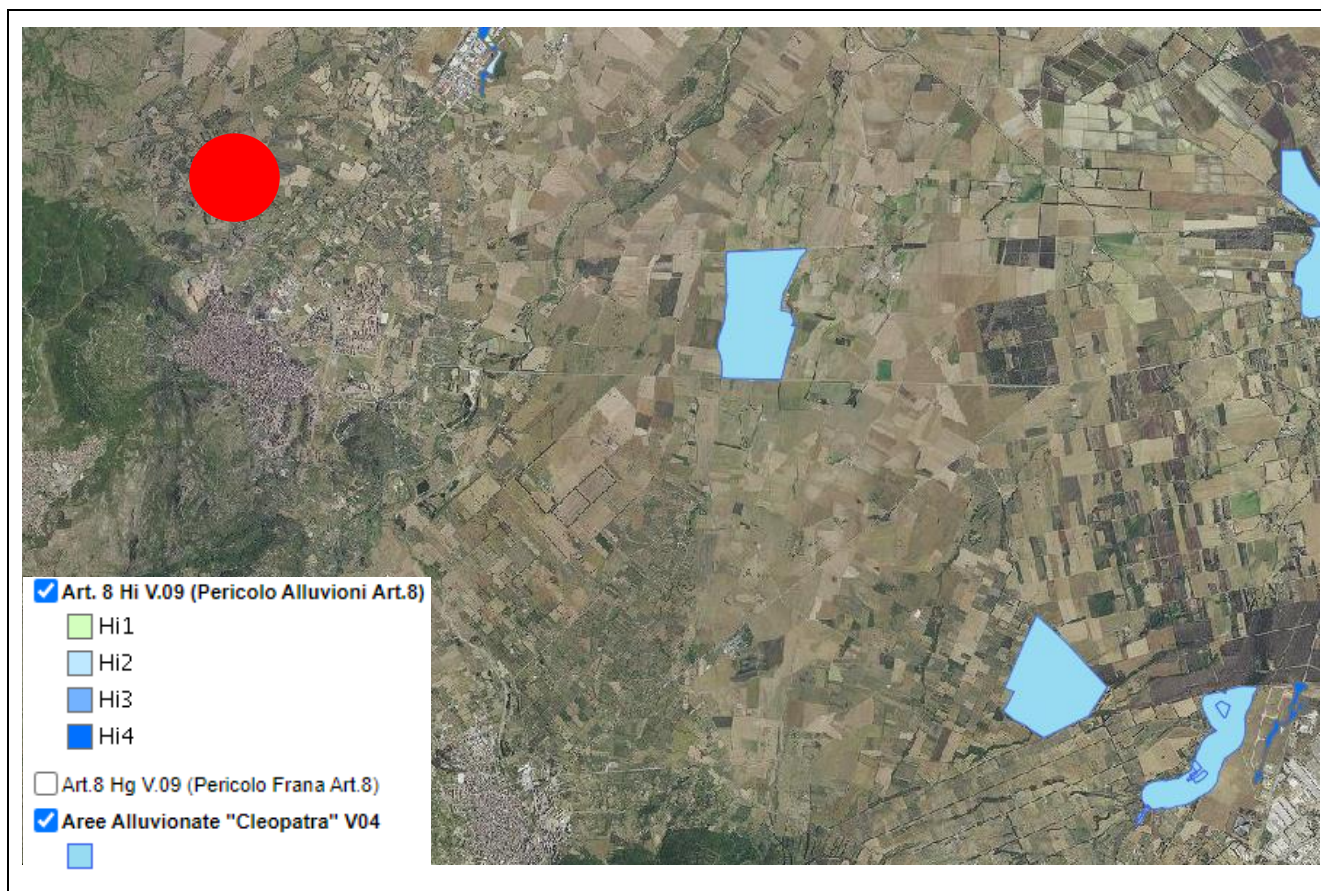 Art. 8 Hi V.09 (Pericolo Alluvioni Art.8)
Hi1
Hi2
Hi3
Hi4
Art.8 Hg V.09 (Pericolo Frana Art.8)
Aree Alluvionate "Cleopatra" V04